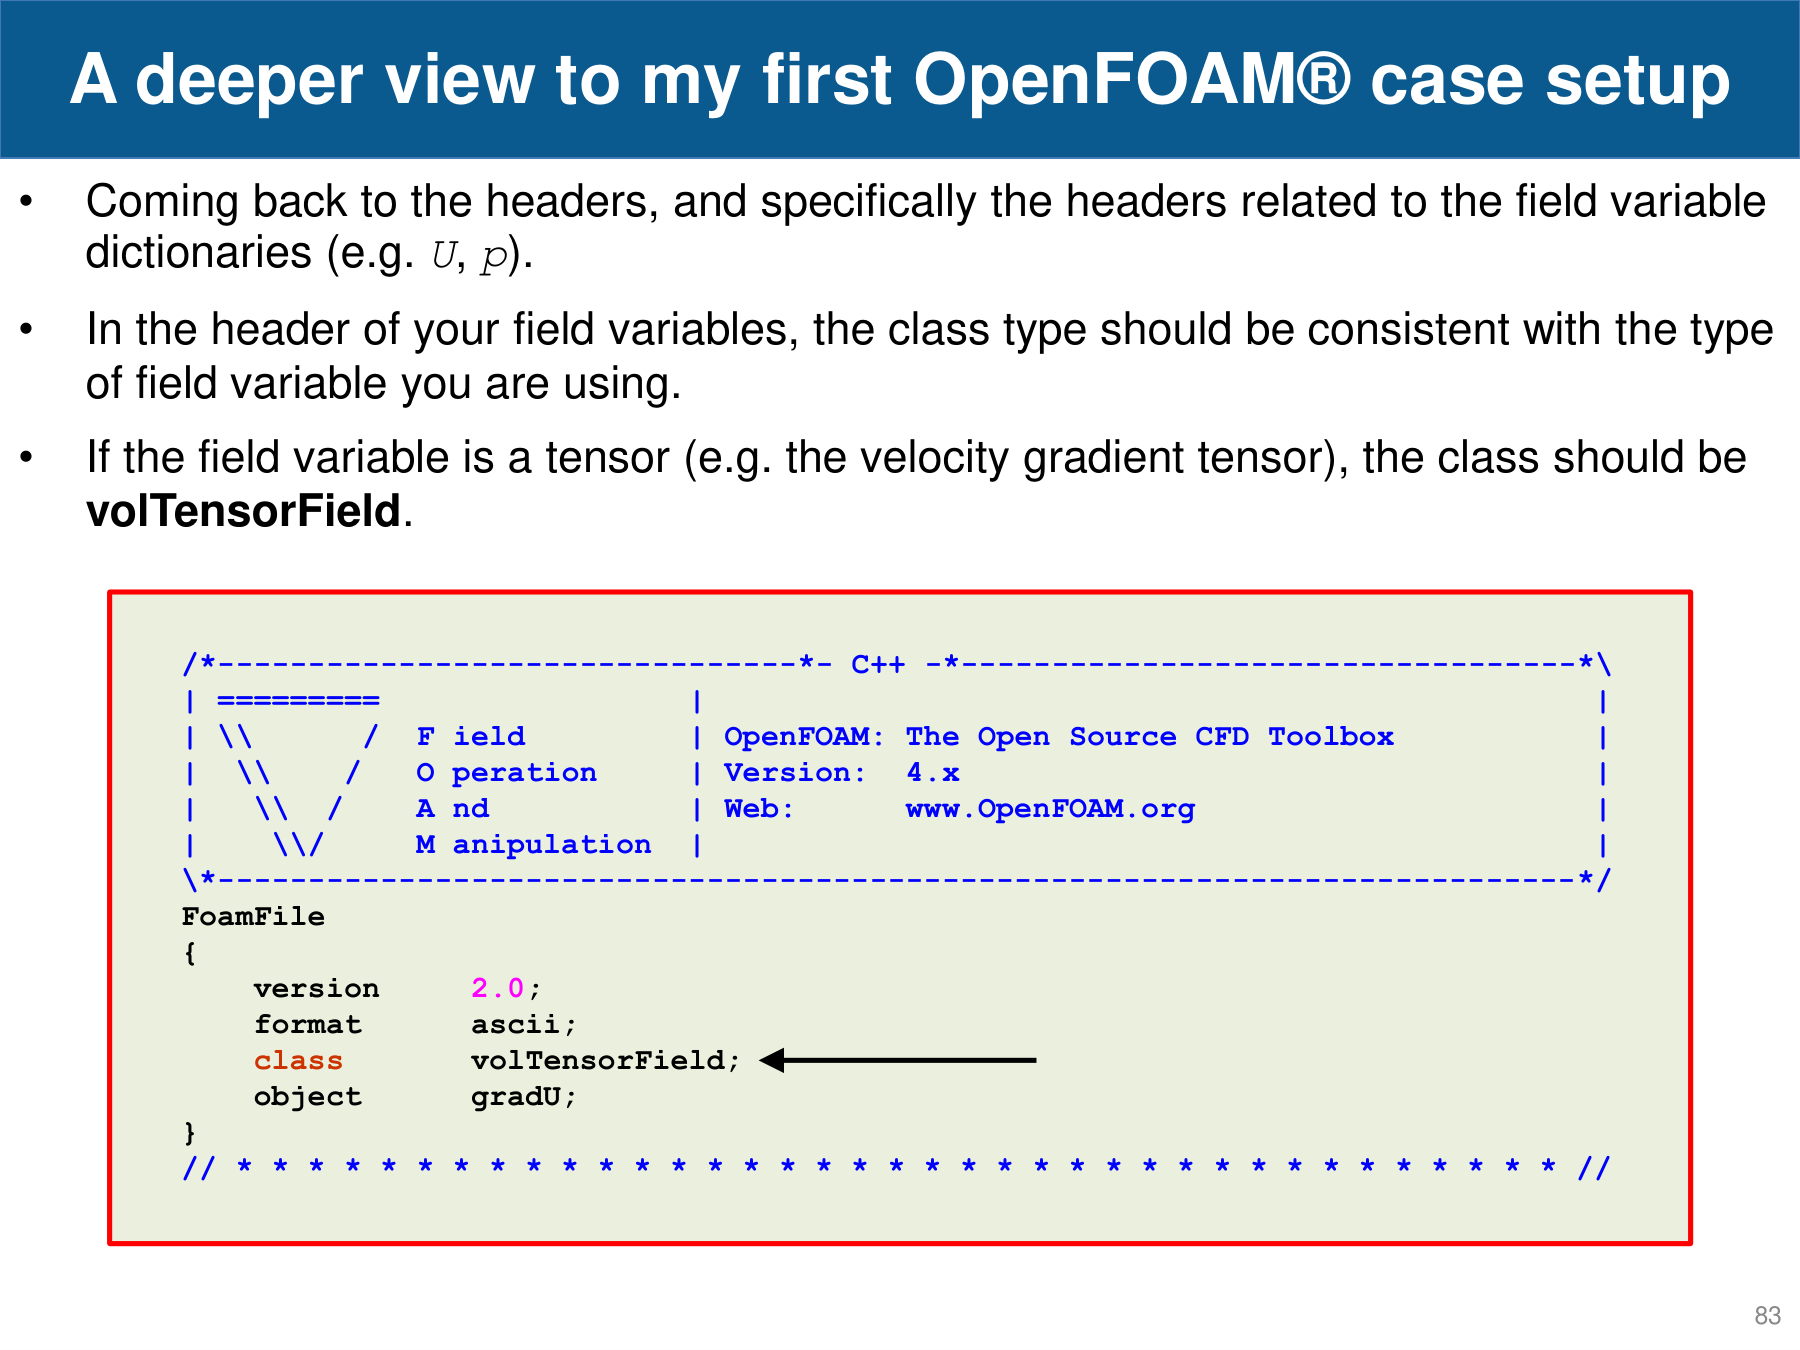 A deeper view to my first OpenFOAM® case setup
• Coming back to the headers, and specifically the headers related to the field variable
dictionaries (e.g. U, p).
• In the header of your field variables, the class type should be consistent with the type
of field variable you are using.
• If the field variable is a tensor (e.g. the velocity gradient tensor), the class should be
volTensorField.
/*--------------------------------*- C++ -*----------------------------------*\
| =========                 |                                                 |
| \\      /  F ield         | OpenFOAM: The Open Source CFD Toolbox           |
|  \\    /   O peration     | Version:  4.x                                   |
|   \\  /    A nd           | Web:      www.OpenFOAM.org                      |
|    \\/     M anipulation  |                                                 |
\*---------------------------------------------------------------------------*/
FoamFile
{
    version     2.0;
    format      ascii;
    class       volTensorField;
    object      gradU;
}
// * * * * * * * * * * * * * * * * * * * * * * * * * * * * * * * * * * * * * //
83